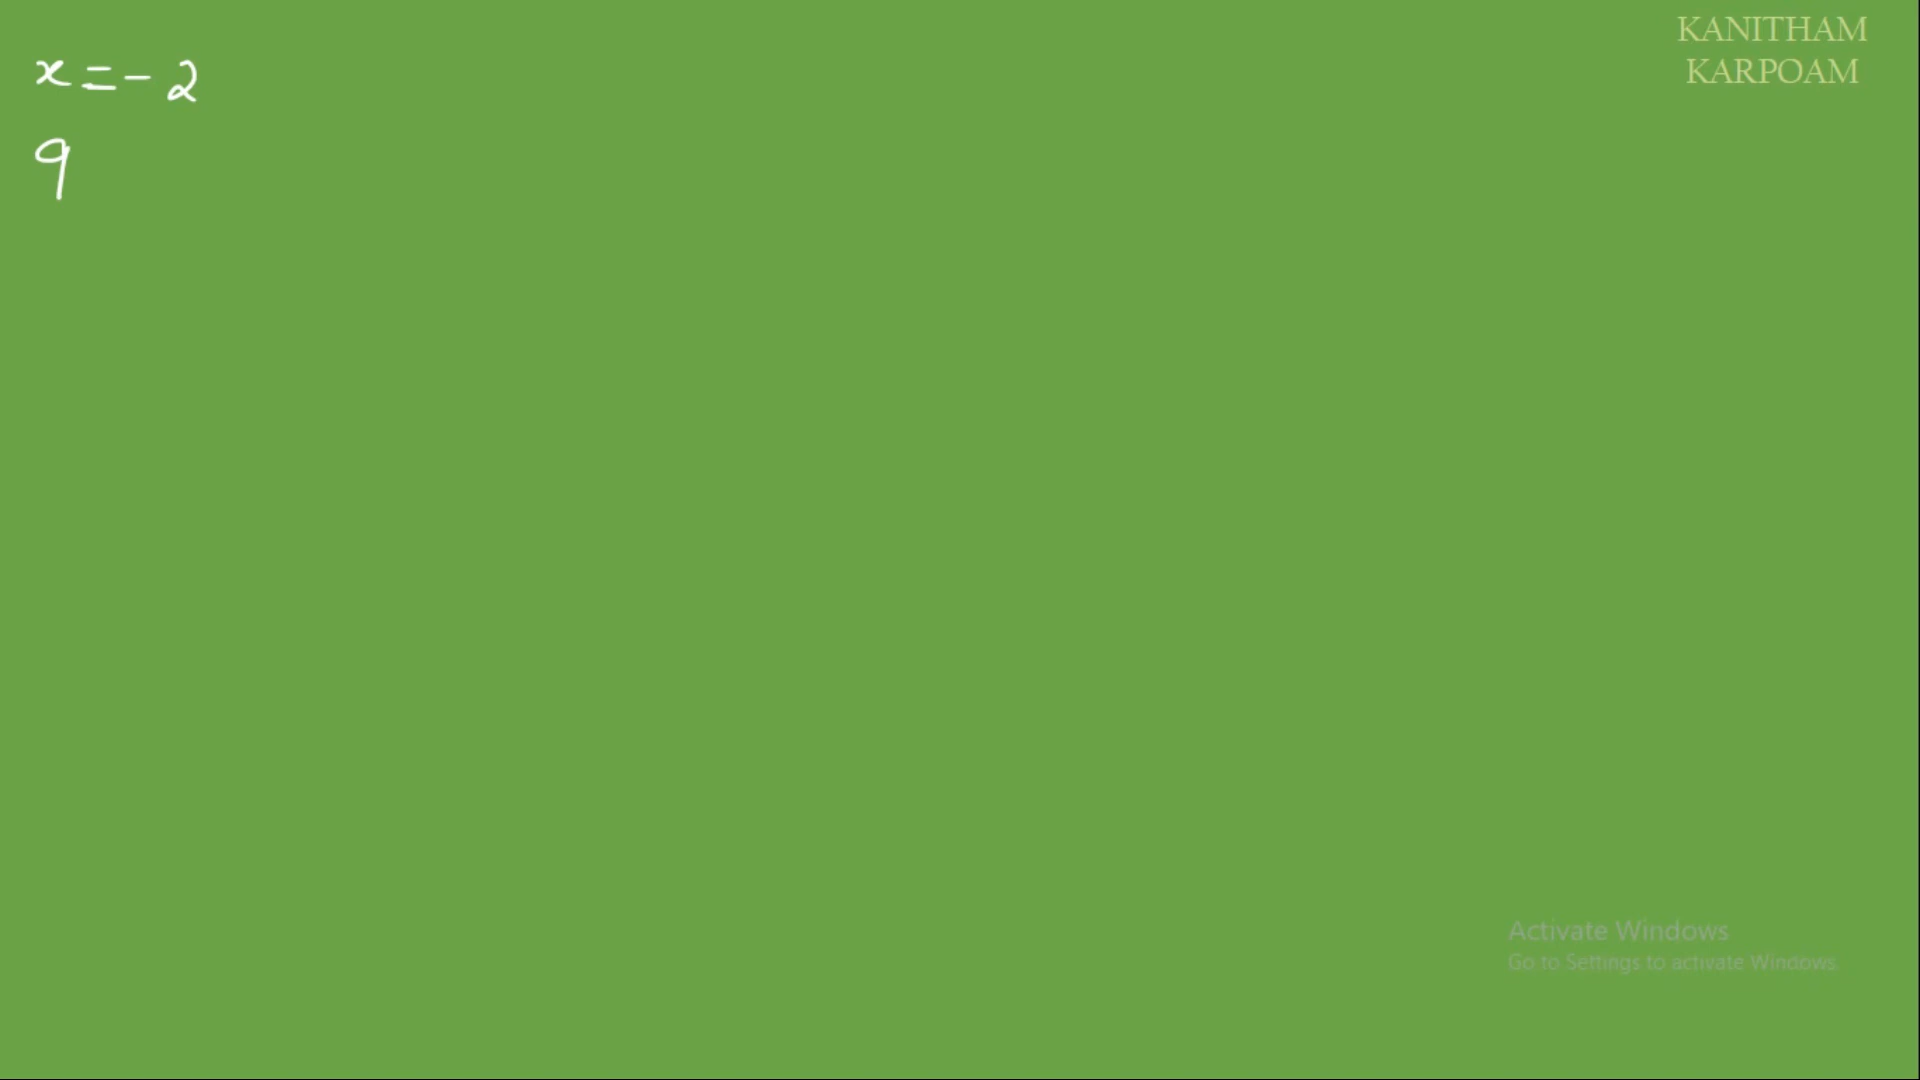 x = - 2
9
KANITHAM
KARPOAM
Activate Windows
Go to Settings to activate Windows.